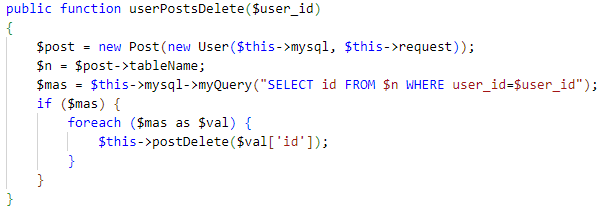 public function userPostsDelete($user_id)
{
    $post = new Post(new User($this->mysql, $this->request));
    $n = $post->tableName;
    $mas = $this->mysql->myQuery("SELECT id FROM $n WHERE user_id=$user_id");
    if ($mas) {
        foreach ($mas as $val) {
            $this->postDelete($val['id']);
        }
    }
}